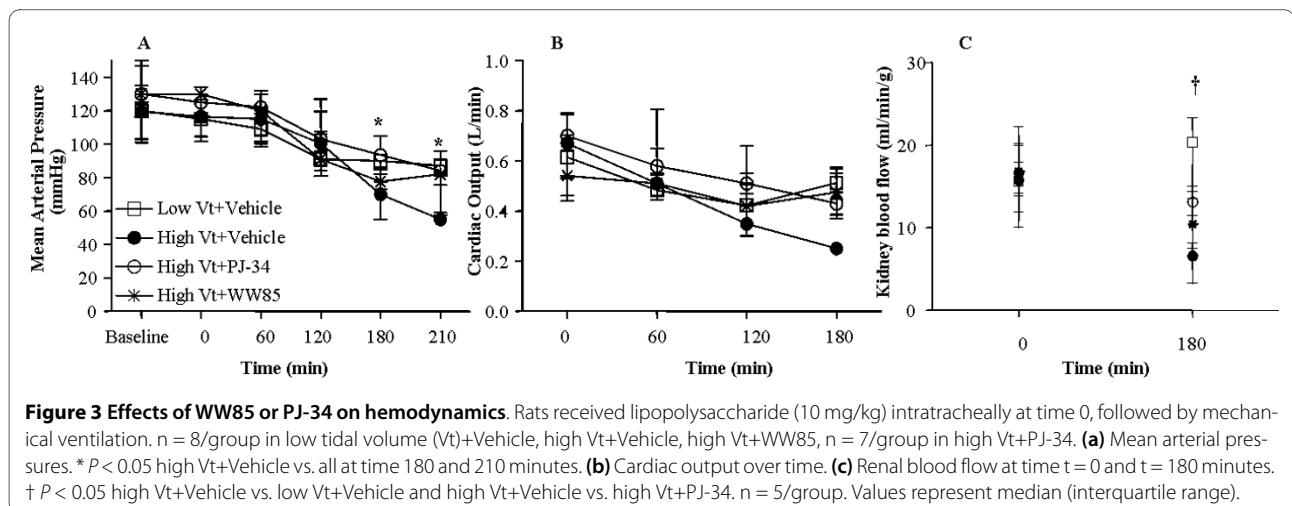 A
Mean Arterial Pressure
(mmHg)
140
120
100
80
60
40
20
0
*
*
Low Vt+Vehicle
High Vt+Vehicle
High Vt+PJ-34
High Vt+WW85
Baseline 0 60 120 180 210
Time (min)
B
Cardiac Output (L/min)
1.0
0.8
0.6
0.4
0.2
0.0
0 60 120 180
Time (min)
C
Kidney blood flow (ml/min/g)
30
20
10
0
†
0 180
Time (min)
Figure 3 Effects of WW85 or PJ-34 on hemodynamics. Rats received lipopolysaccharide (10 mg/kg) intratracheally at time 0, followed by mechan-
ical ventilation. n = 8/group in low tidal volume (Vt)+Vehicle, high Vt+Vehicle, high Vt+WW85, n = 7/group in high Vt+PJ-34. (a) Mean arterial pres-
sures. * P < 0.05 high Vt+Vehicle vs. all at time 180 and 210 minutes. (b) Cardiac output over time. (c) Renal blood flow at time t = 0 and t = 180 minutes.
† P < 0.05 high Vt+Vehicle vs. low Vt+Vehicle and high Vt+Vehicle vs. high Vt+PJ-34. n = 5/group. Values represent median (interquartile range).